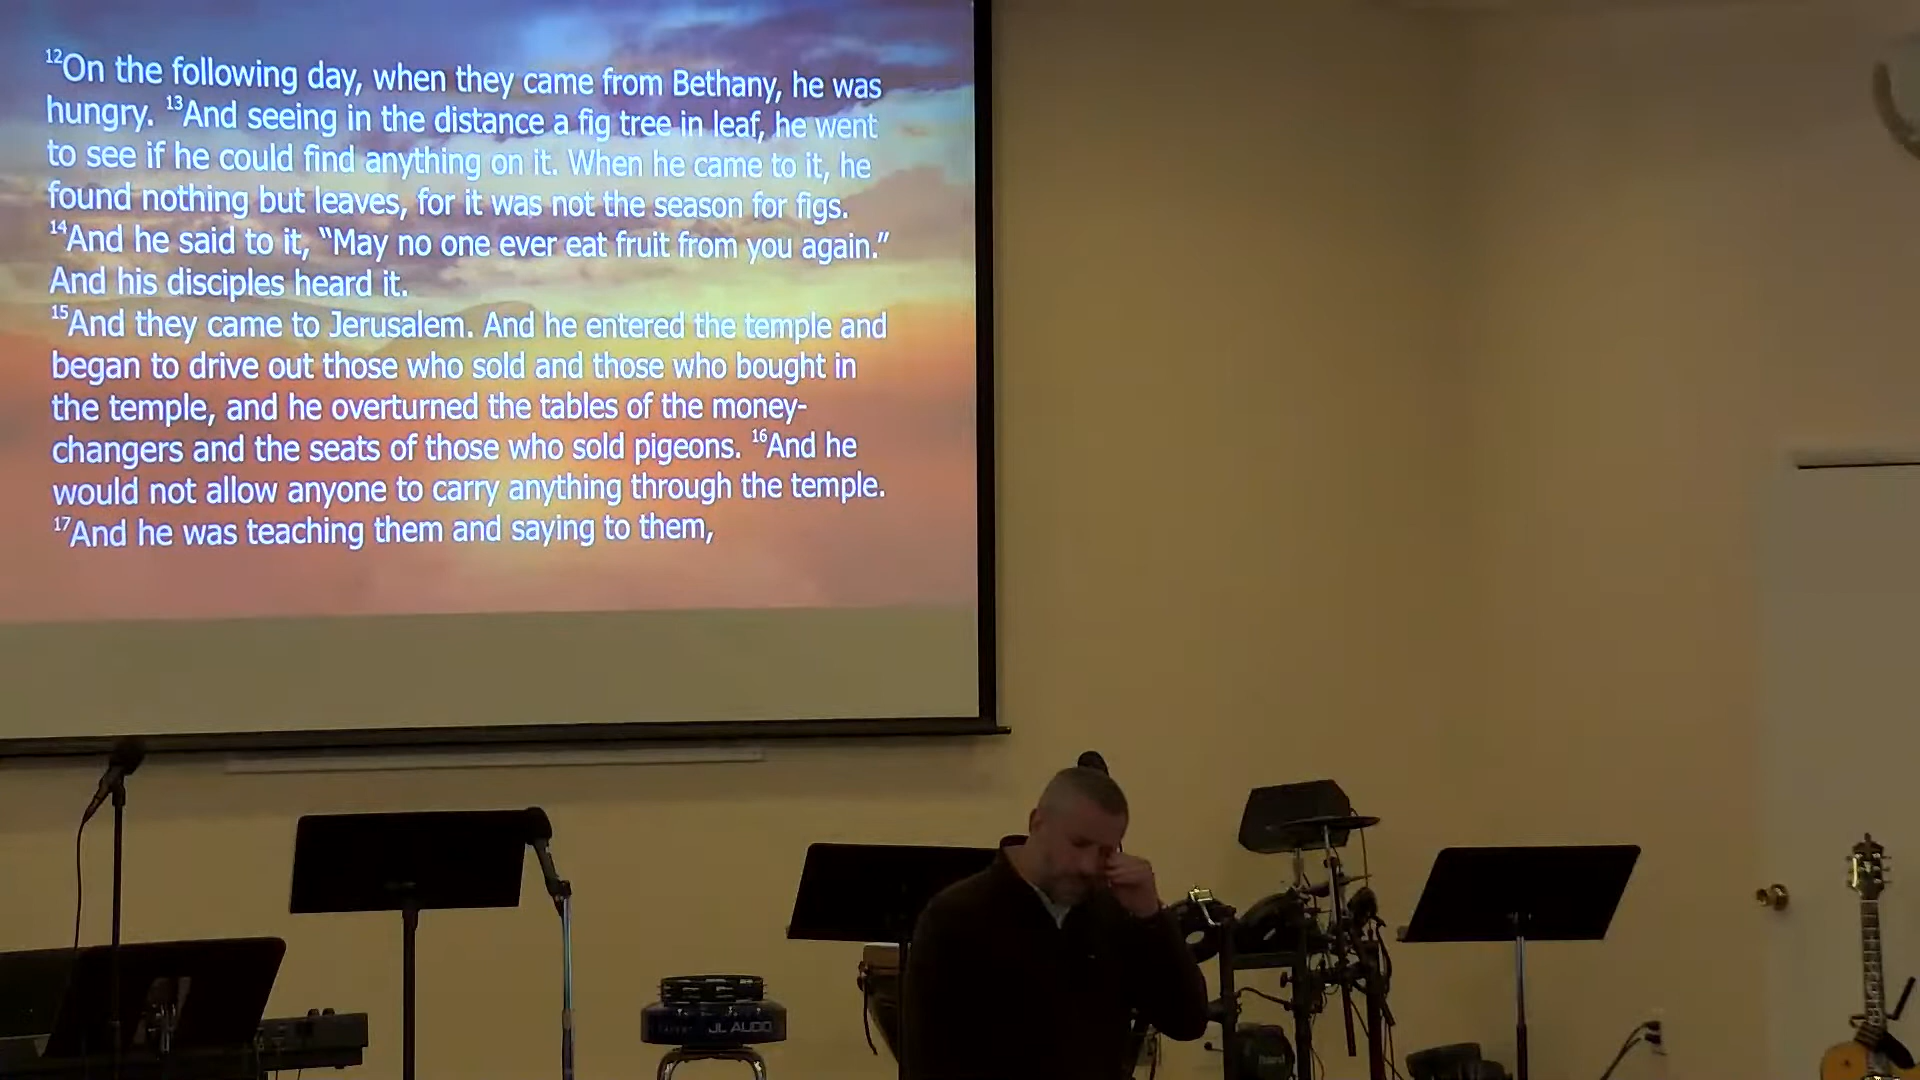 12On the following day, when they came from Bethany, he was
hungry. 13And seeing in the distance a fig tree in leaf, he went
to see if he could find anything on it. When he came to it, he
found nothing but leaves, for it was not the season for figs.
14And he said to it, “May no one ever eat fruit from you again.”
And his disciples heard it.
15And they came to Jerusalem. And he entered the temple and
began to drive out those who sold and those who bought in
the temple, and he overturned the tables of the money-
changers and the seats of those who sold pigeons. 16And he
would not allow anyone to carry anything through the temple.
17And he was teaching them and saying to them,
JL AUDIO
Roland